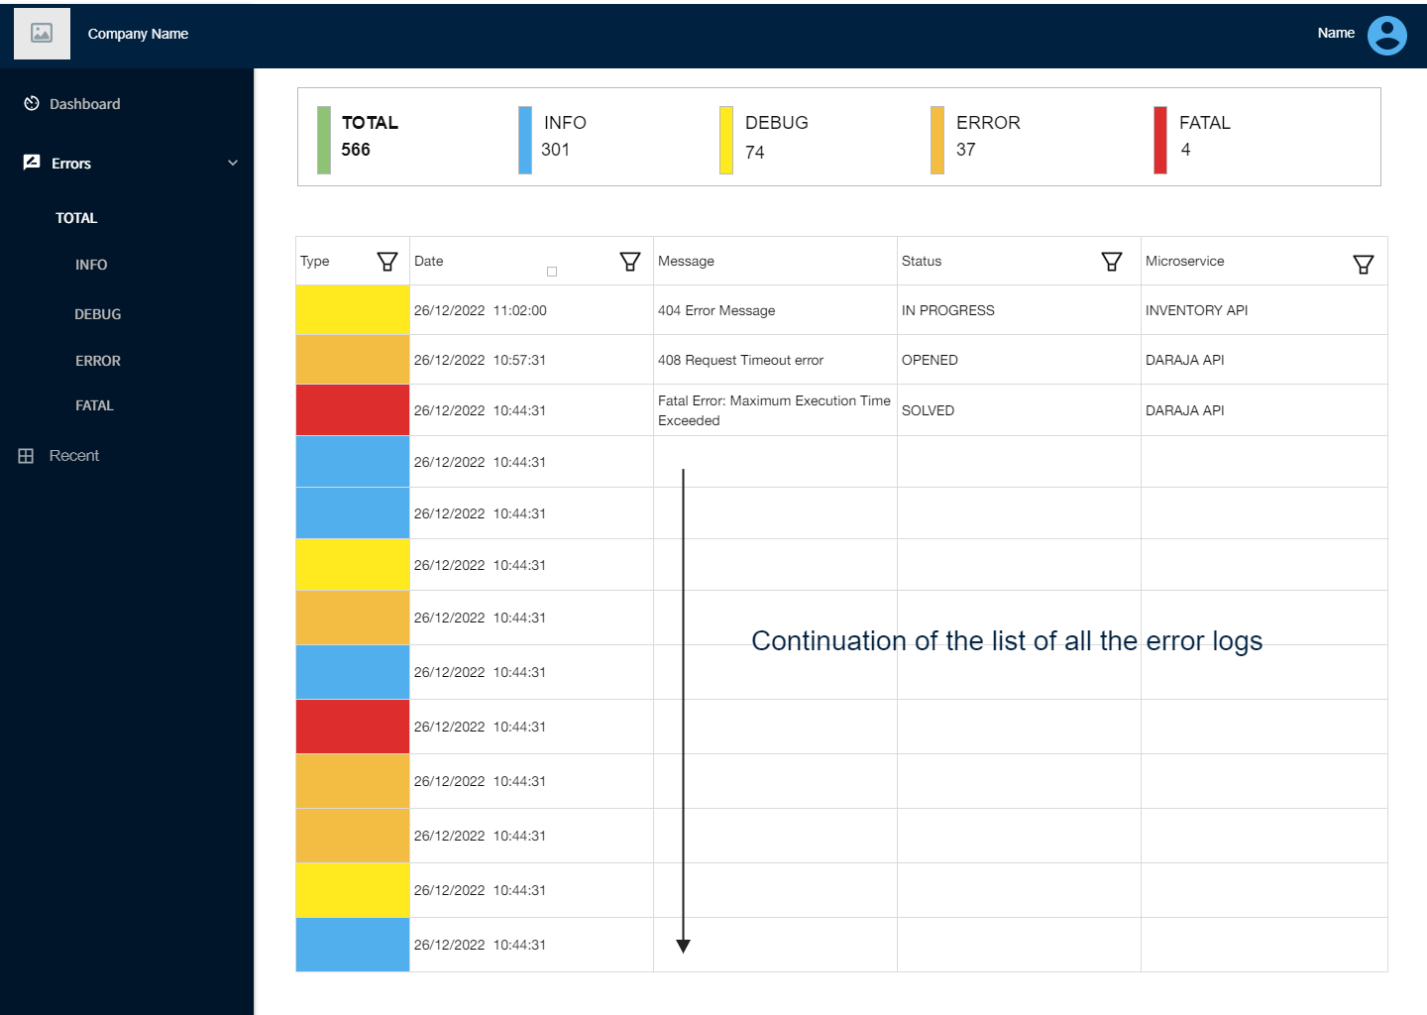 Company Name
Name
Dashboard
Errors
TOTAL
INFO
DEBUG
ERROR
FATAL
Recent
TOTAL
566
INFO
301
DEBUG
74
ERROR
37
FATAL
4
Type Date Message Status Microservice
26/12/2022 11:02:00 404 Error Message IN PROGRESS INVENTORY API
26/12/2022 10:57:31 408 Request Timeout error OPENED DARAJA API
26/12/2022 10:44:31 Fatal Error: Maximum Execution Time
Exceeded SOLVED DARAJA API
26/12/2022 10:44:31
26/12/2022 10:44:31
26/12/2022 10:44:31
26/12/2022 10:44:31
Continuation of the list of all the error logs
26/12/2022 10:44:31
26/12/2022 10:44:31
26/12/2022 10:44:31
26/12/2022 10:44:31
26/12/2022 10:44:31
26/12/2022 10:44:31